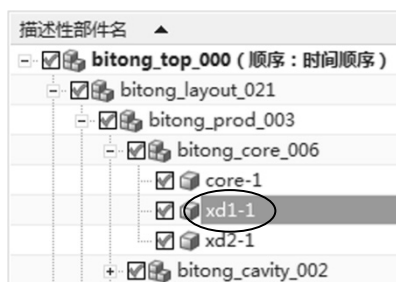 描述性部件名 ▲
bitong_top_000 ( 顺序：时间顺序 )
bitong_layout_021
bitong_prod_003
bitong_core_006
core-1
xd1-1
xd2-1
bitong_cavity_002